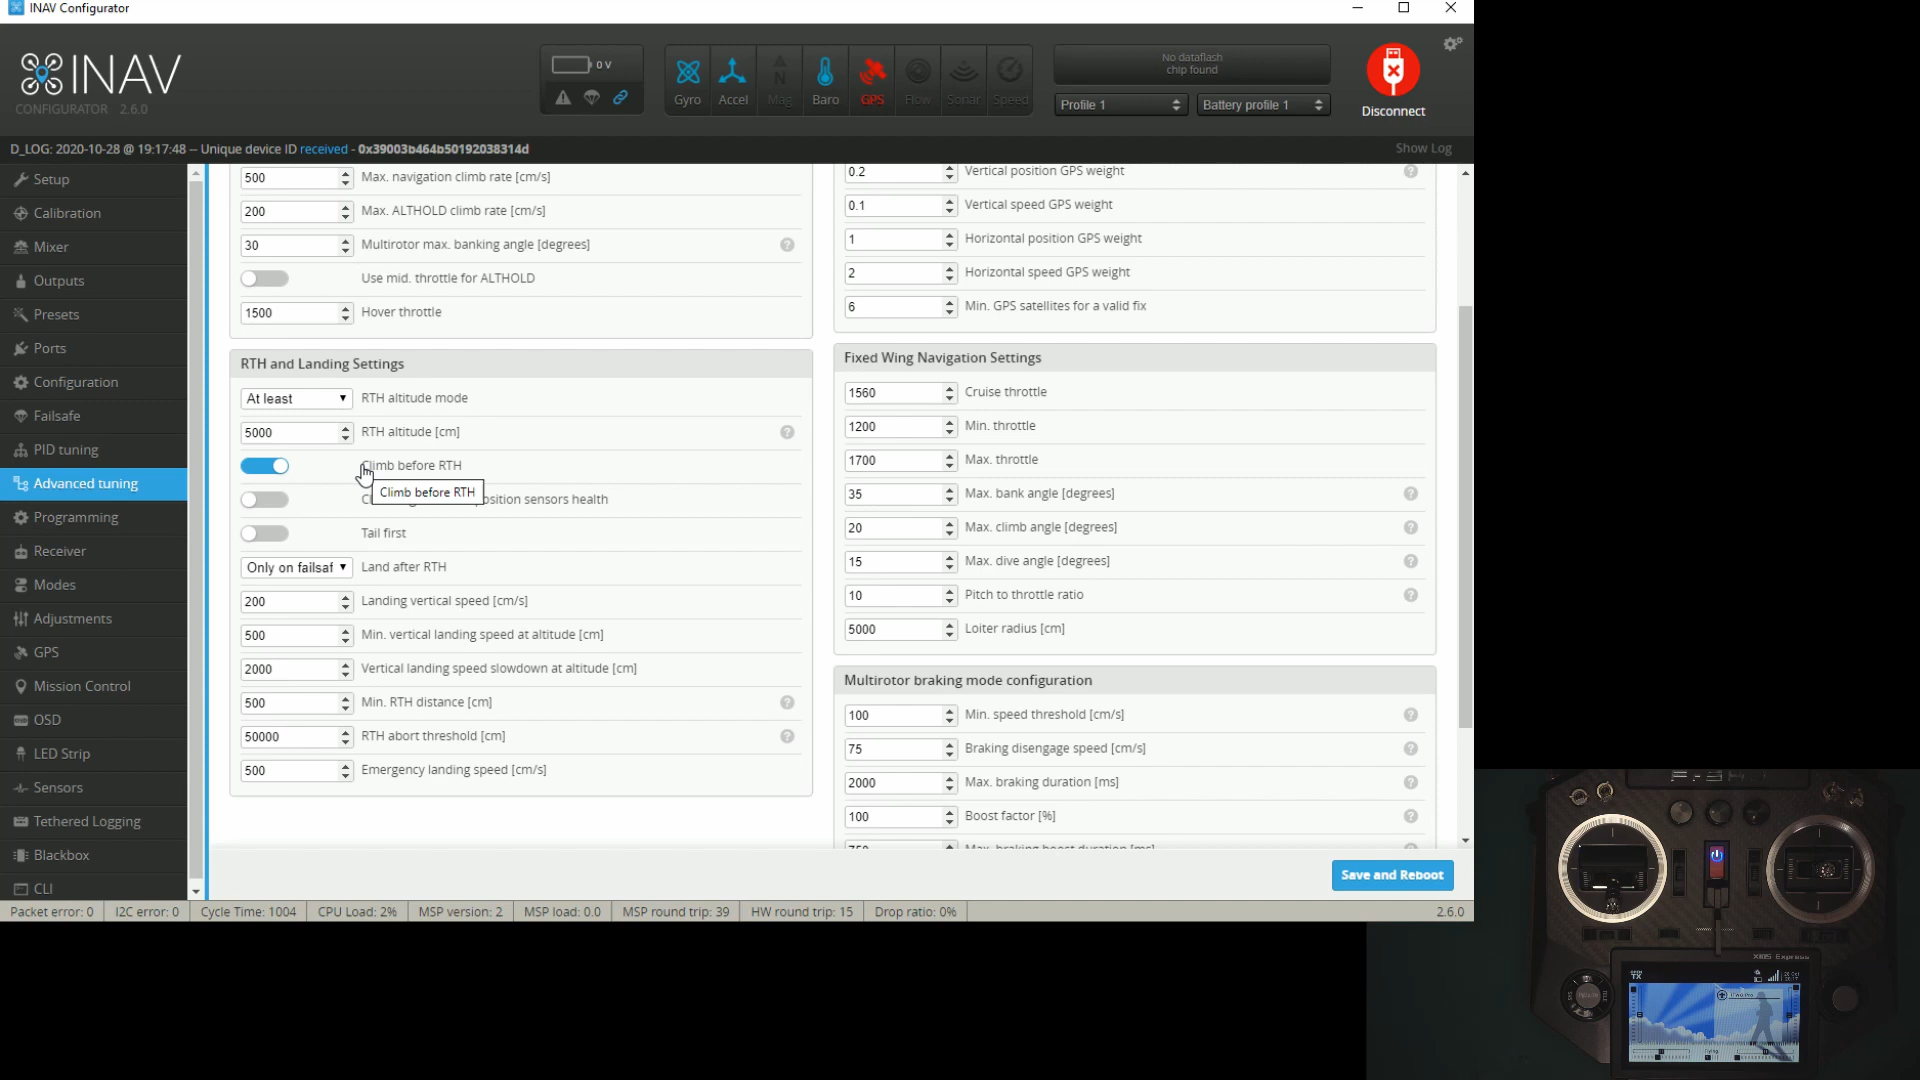 INAV Configurator
INAV
CONFIGURATOR 2.6.0
0 V
Gyro
Accel
Mag
Baro
GPS
Flow
Sonar
Speed
No dataflash
chip found
Profile 1
Battery profile 1
Disconnect
D_LOG: 2020-10-28 @ 19:17:48 -- Unique device ID received - 0x39003b464b50192038314d
Show Log
Setup
Calibration
Mixer
Outputs
Presets
Ports
Configuration
Failsafe
PID tuning
Advanced tuning
Programming
Receiver
Modes
Adjustments
GPS
Mission Control
OSD
LED Strip
Sensors
Tethered Logging
Blackbox
CLI
500 Max. navigation climb rate [cm/s]
200 Max. ALTHOLD climb rate [cm/s]
30 Multirotor max. banking angle [degrees] ?
Use mid. throttle for ALTHOLD
1500 Hover throttle
RTH and Landing Settings
At least RTH altitude mode
5000 RTH altitude [cm] ?
Climb before RTH
Climb before RTH
osition sensors health
Tail first
Only on failsaf Land after RTH
200 Landing vertical speed [cm/s]
500 Min. vertical landing speed at altitude [cm]
2000 Vertical landing speed slowdown at altitude [cm]
500 Min. RTH distance [cm] ?
50000 RTH abort threshold [cm] ?
500 Emergency landing speed [cm/s]
0.2 Vertical position GPS weight ?
0.1 Vertical speed GPS weight
1 Horizontal position GPS weight
2 Horizontal speed GPS weight
6 Min. GPS satellites for a valid fix
Fixed Wing Navigation Settings
1560 Cruise throttle
1200 Min. throttle
1700 Max. throttle
35 Max. bank angle [degrees] ?
20 Max. climb angle [degrees] ?
15 Max. dive angle [degrees] ?
10 Pitch to throttle ratio ?
5000 Loiter radius [cm]
Multirotor braking mode configuration
100 Min. speed threshold [cm/s] ?
75 Braking disengage speed [cm/s] ?
2000 Max. braking duration [ms] ?
100 Boost factor [%] ?
750 Max. braking boost duration [ms]
Save and Reboot
Packet error: 0
I2C error: 0
Cycle Time: 1004
CPU Load: 2%
MSP version: 2
MSP load: 0.0
MSP round trip: 39
HW round trip: 15
Drop ratio: 0%
2.6.0
X10S Express